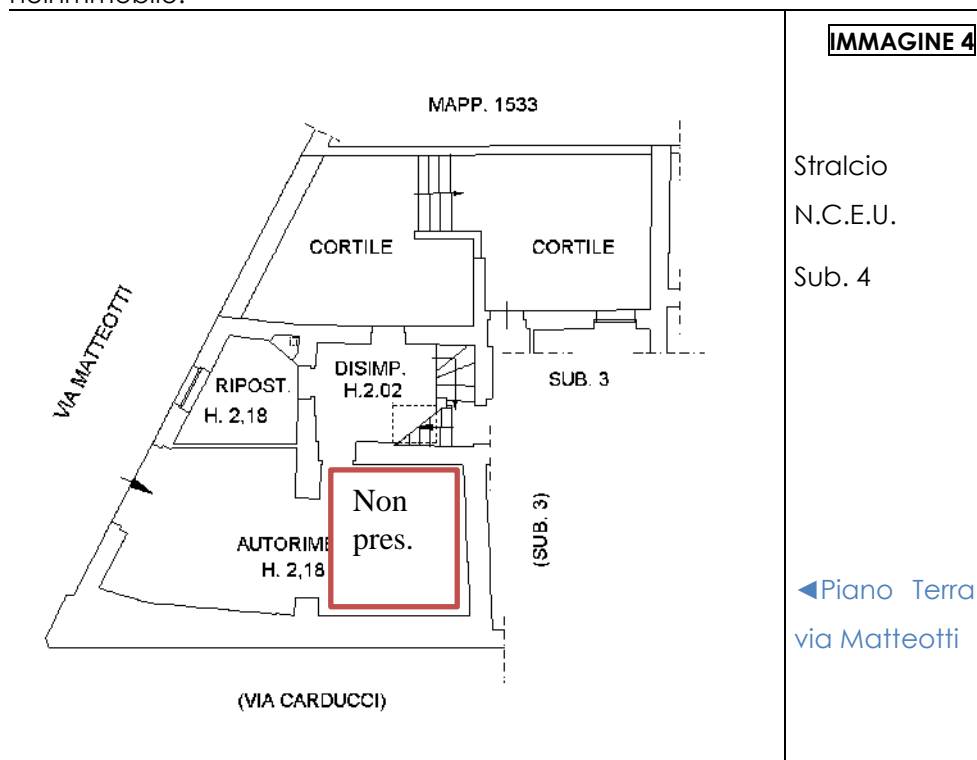 IMMAGINE 4
MAPP. 1533
Stralcio
N.C.E.U.
Sub. 4
CORTILE
CORTILE
VIA MATTEOTTI
DISIMP.
H.2.02
RIPOST.
H. 2,18
SUB. 3
Non
pres.
(SUB. 3)
AUTORIME
H. 2,18
◄Piano Terra
via Matteotti
(VIA CARDUCCI)